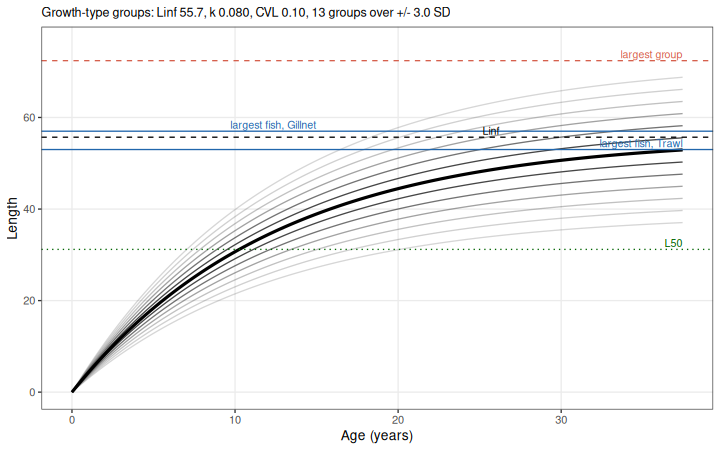 Growth-type groups: Linf 55.7, k 0.080, CVL 0.10, 13 groups over +/- 3.0 SD
largest group
largest fish, Gillnet
Linf
largest fish, Trawl
L50
60
40
20
0
Length
0 10 20 30
Age (years)